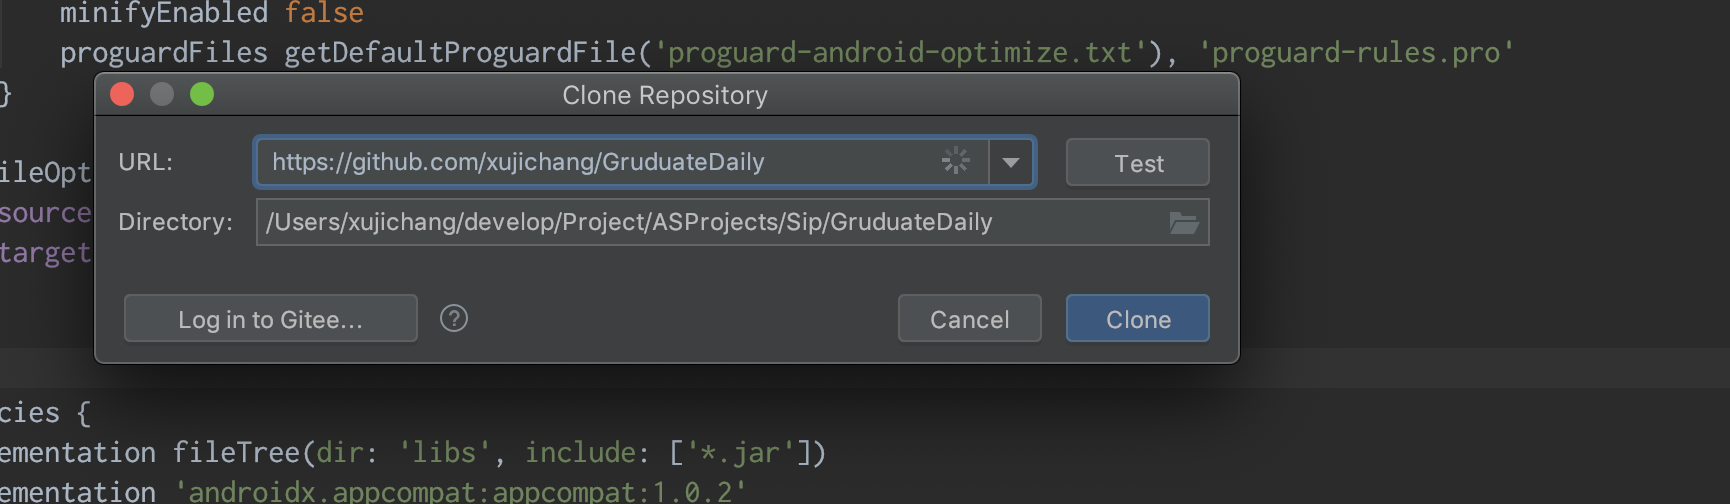 minifyEnabled false
proguardFiles getDefaultProguardFile('proguard-android-optimize.txt'), 'proguard-rules.pro'
}
Clone Repository
URL: https://github.com/xujichang/GruduateDaily Test
ileOpt
source
Directory: /Users/xujichang/develop/Project/ASProjects/Sip/GruduateDaily
target
Log in to Gitee... ? Cancel Clone
cies {
ementation fileTree(dir: 'libs', include: ['*.jar'])
ementation 'androidx.appcompat:appcompat:1.0.2'